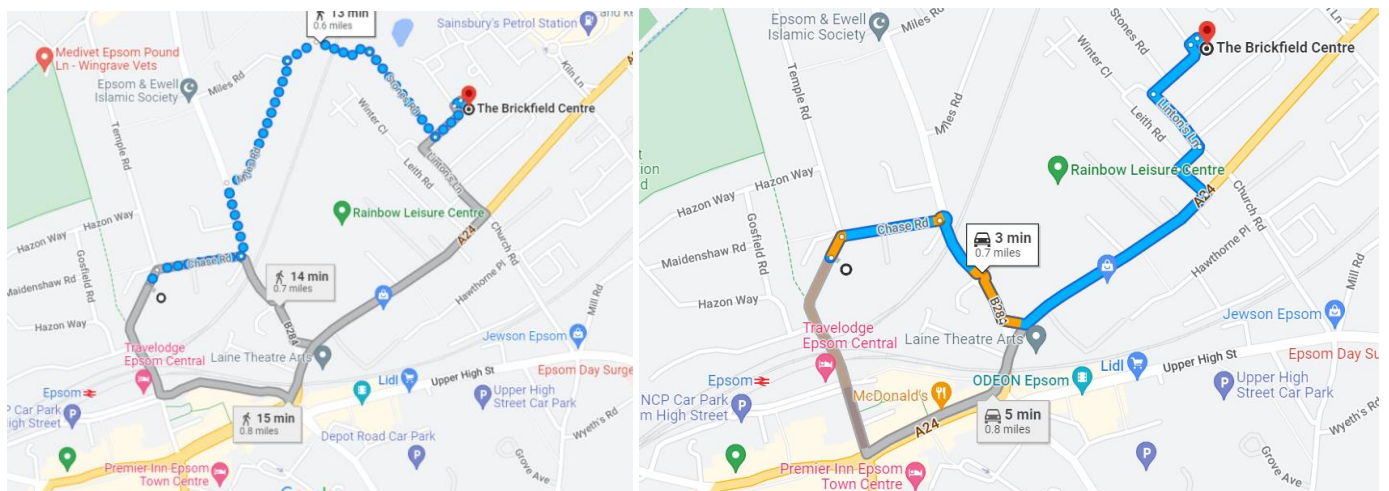 13 min
0.6 miles
Sainsbury's Petrol Station
Medivet Epsom Pound
Ln - Wingrave Vets
Epsom & Ewell
Islamic Society
Miles Rd
Kiln Ln
The Brickfield Centre
Temple Rd
Winter Cl
Leith Rd
Linton's Ln
Hazon Way
Rainbow Leisure Centre
A24
Church Rd
Hazon Way
Gosfield Rd
Chase Rd
Maidenshaw Rd
14 min
0.7 miles
Hawthorne Pl
Mill Rd
Hazon Way
B284
Jewson Epsom
Travelodge
Epsom Central
Laine Theatre Arts
Epsom
Lidl
Upper High St
Epsom Day Surge
CP Car Park
High Street
15 min
0.8 miles
Upper High
Street Car Park
Depot Road Car Park
Wyeth's Rd
Premier Inn Epsom
Town Centre
Grove Ave
Epsom & Ewell
Islamic Society
Stones Rd
The Brickfield Centre
Temple Rd
Winter Cl
Miles Rd
Linton's Ln
Leith Rd
Rainbow Leisure Centre
Hazon Way
A24
Church Rd
Hazon Way
Gosfield Rd
Chase Rd
Maidenshaw Rd
3 min
0.7 miles
Hawthorne Pl
Hazon Way
Mill Rd
Jewson Epsom
Travelodge
Epsom Central
Laine Theatre Arts
Lidl
Upper High St
Epsom Day Su
Epsom
ODEON Epsom
NCP Car Park
m High Street
McDonald's
Upper High
Street Car Park
5 min
0.8 miles
A24
Wyeth's Rd
Premier Inn Epsom
Town Centre
Grove Ave